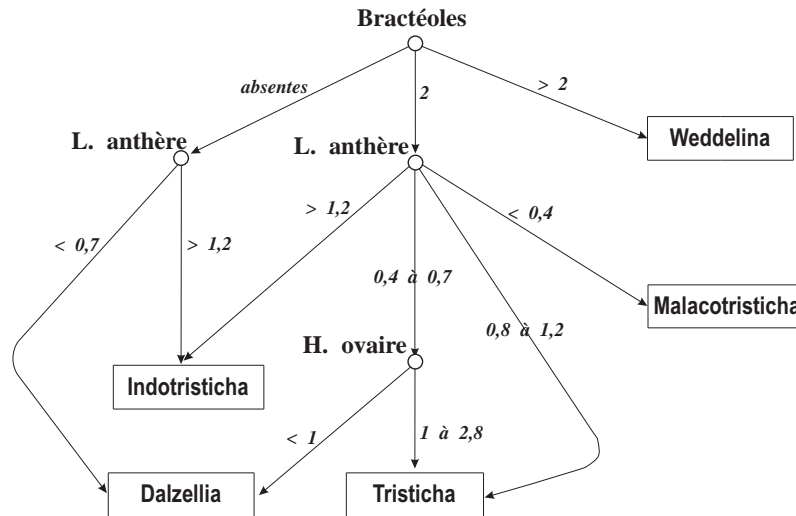 Bractéoles
absentes
2
> 2
Weddelina
L. anthère
L. anthère
< 0,7
> 1,2
> 1,2
0,4 à 0,7
< 0,4
0,8 à 1,2
Malacotristicha
H. ovaire
Indotristicha
< 1
1 à 2,8
Dalzellia
Tristicha